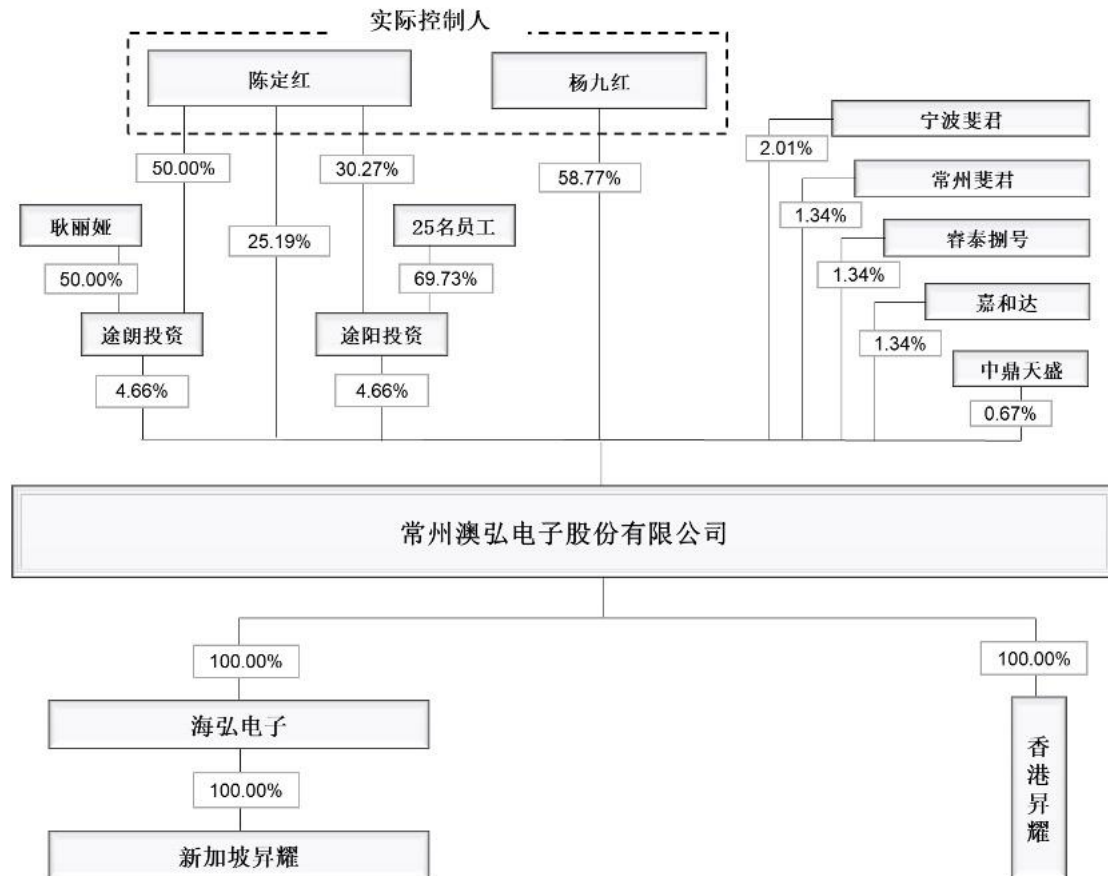 实际控制人
陈定红
杨九红
宁波斐君
2.01%
50.00%
30.27%
58.77%
常州斐君
1.34%
耿丽娅
25名员工
25.19%
睿泰捌号
1.34%
50.00%
69.73%
嘉和达
1.34%
途朗投资
途阳投资
中鼎天盛
4.66%
4.66%
0.67%
常州澳弘电子股份有限公司
100.00%
100.00%
海弘电子
香港昇耀
100.00%
新加坡昇耀